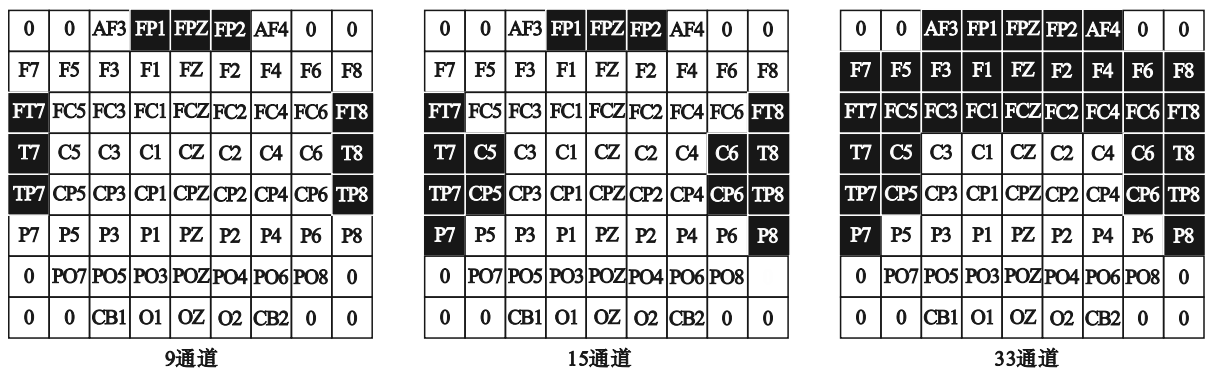 0 0 AF3 FP1 FPZ FP2 AF4 0 0
F7 F5 F3 F1 FZ F2 F4 F6 F8
FT7 FC5 FC3 FC1 FCZ FC2 FC4 FC6 FT8
T7 C5 C3 C1 CZ C2 C4 C6 T8
TP7 CP5 CP3 CP1 CPZ CP2 CP4 CP6 TP8
P7 P5 P3 P1 PZ P2 P4 P6 P8
0 PO7 PO5 PO3 POZ PO4 PO6 PO8 0
0 0 CB1 O1 OZ O2 CB2 0 0
9通道
0 0 AF3 FP1 FPZ FP2 AF4 0 0
F7 F5 F3 F1 FZ F2 F4 F6 F8
FT7 FC5 FC3 FC1 FCZ FC2 FC4 FC6 FT8
T7 C5 C3 C1 CZ C2 C4 C6 T8
TP7 CP5 CP3 CP1 CPZ CP2 CP4 CP6 TP8
P7 P5 P3 P1 PZ P2 P4 P6 P8
0 PO7 PO5 PO3 POZ PO4 PO6 PO8
0 0 CB1 O1 OZ O2 CB2 0 0
15通道
0 0 AF3 FP1 FPZ FP2 AF4 0 0
F7 F5 F3 F1 FZ F2 F4 F6 F8
FT7 FC5 FC3 FC1 FCZ FC2 FC4 FC6 FT8
T7 C5 C3 C1 CZ C2 C4 C6 T8
TP7 CP5 CP3 CP1 CPZ CP2 CP4 CP6 TP8
P7 P5 P3 P1 PZ P2 P4 P6 P8
0 PO7 PO5 PO3 POZ PO4 PO6 PO8 0
0 0 CB1 O1 OZ O2 CB2 0 0
33通道